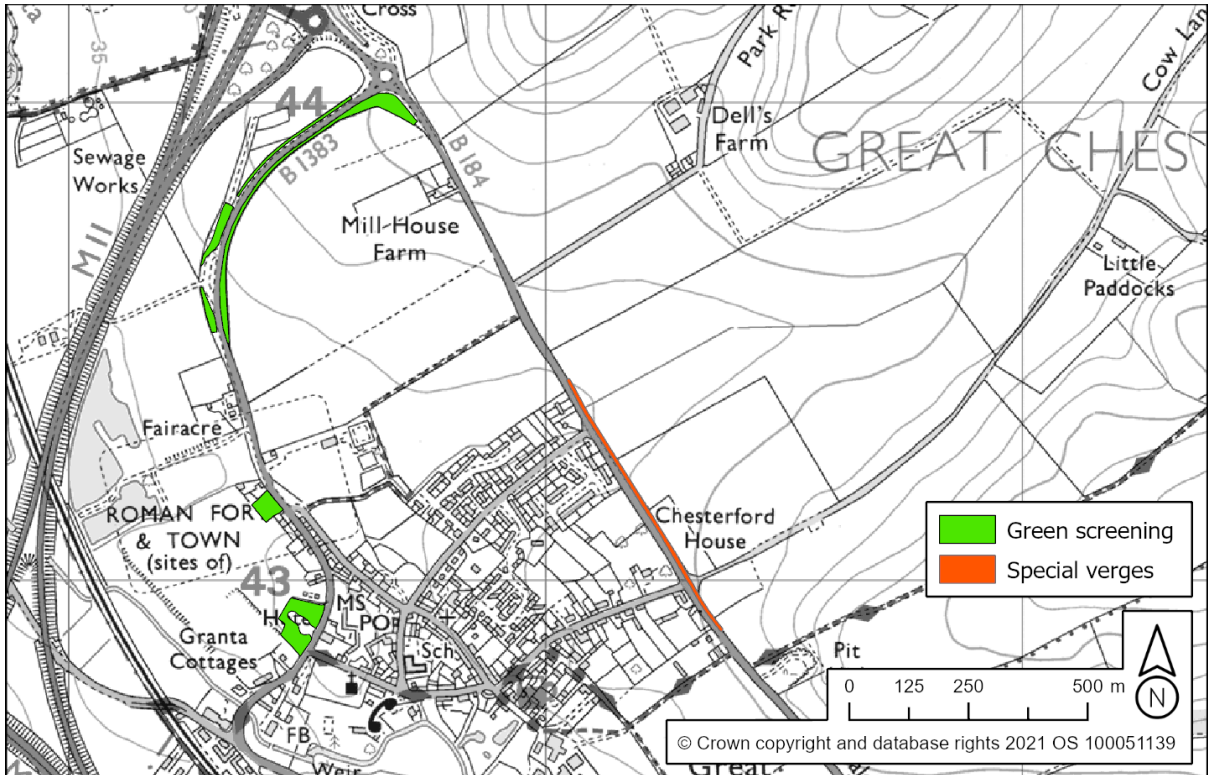 Cross
35
44
Sewage
Works
B 1383
B 184
Park R
Dell's
Farm
Cow Lan
GREAT CHEST
M 11
Mill House
Farm
Little
Paddocks
Fairacre
ROMAN FOR
& TOWN
(sites of)
Chesterford
House
43
MS
PO
Granta
Cottages
Sch
Pit
FB
Weir
Great
Green screening
Special verges
0 125 250 500 m
N
© Crown copyright and database rights 2021 OS 100051139